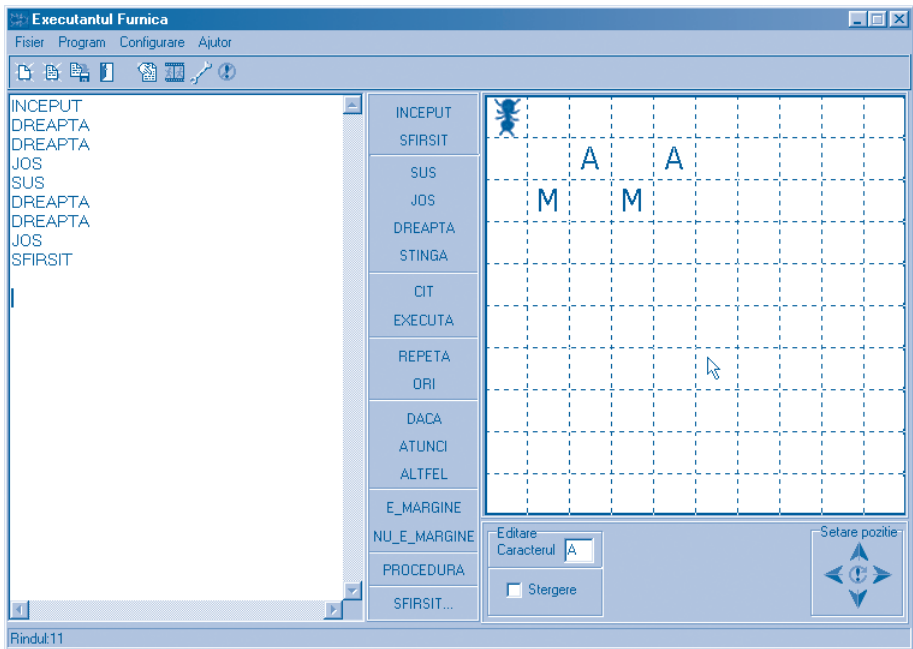 Executantul Furnica
Fisier Program Configurare Ajutor
INCEPUT
DREAPTA
DREAPTA
JOS
SUS
DREAPTA
DREAPTA
JOS
SFIRSIT
INCEPUT
SFIRSIT
SUS
JOS
DREAPTA
STINGA
CIT
EXECUTA
REPETA
ORI
DACA
ATUNCI
ALTFEL
E_MARGINE
NU_E_MARGINE
PROCEDURA
SFIRSIT...
A A
M M
Editare
Caracterul A
Stergere
Setare pozitie
Rindul:11